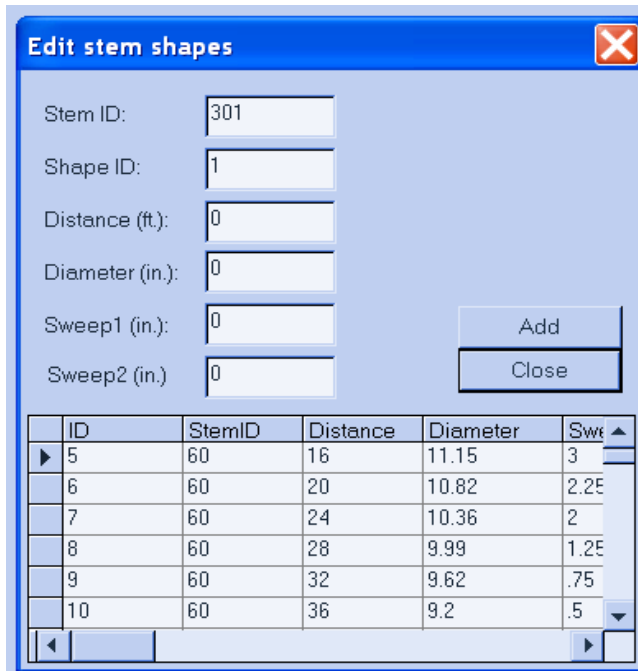 Edit stem shapes
Stem ID: 301
Shape ID: 1
Distance (ft.): 0
Diameter (in.): 0
Sweep1 (in.): 0
Add
Sweep2 (in.) 0
Close
ID StemID Distance Diameter Swe
5 60 16 11.15 3
6 60 20 10.82 2.25
7 60 24 10.36 2
8 60 28 9.99 1.25
9 60 32 9.62 .75
10 60 36 9.2 .5